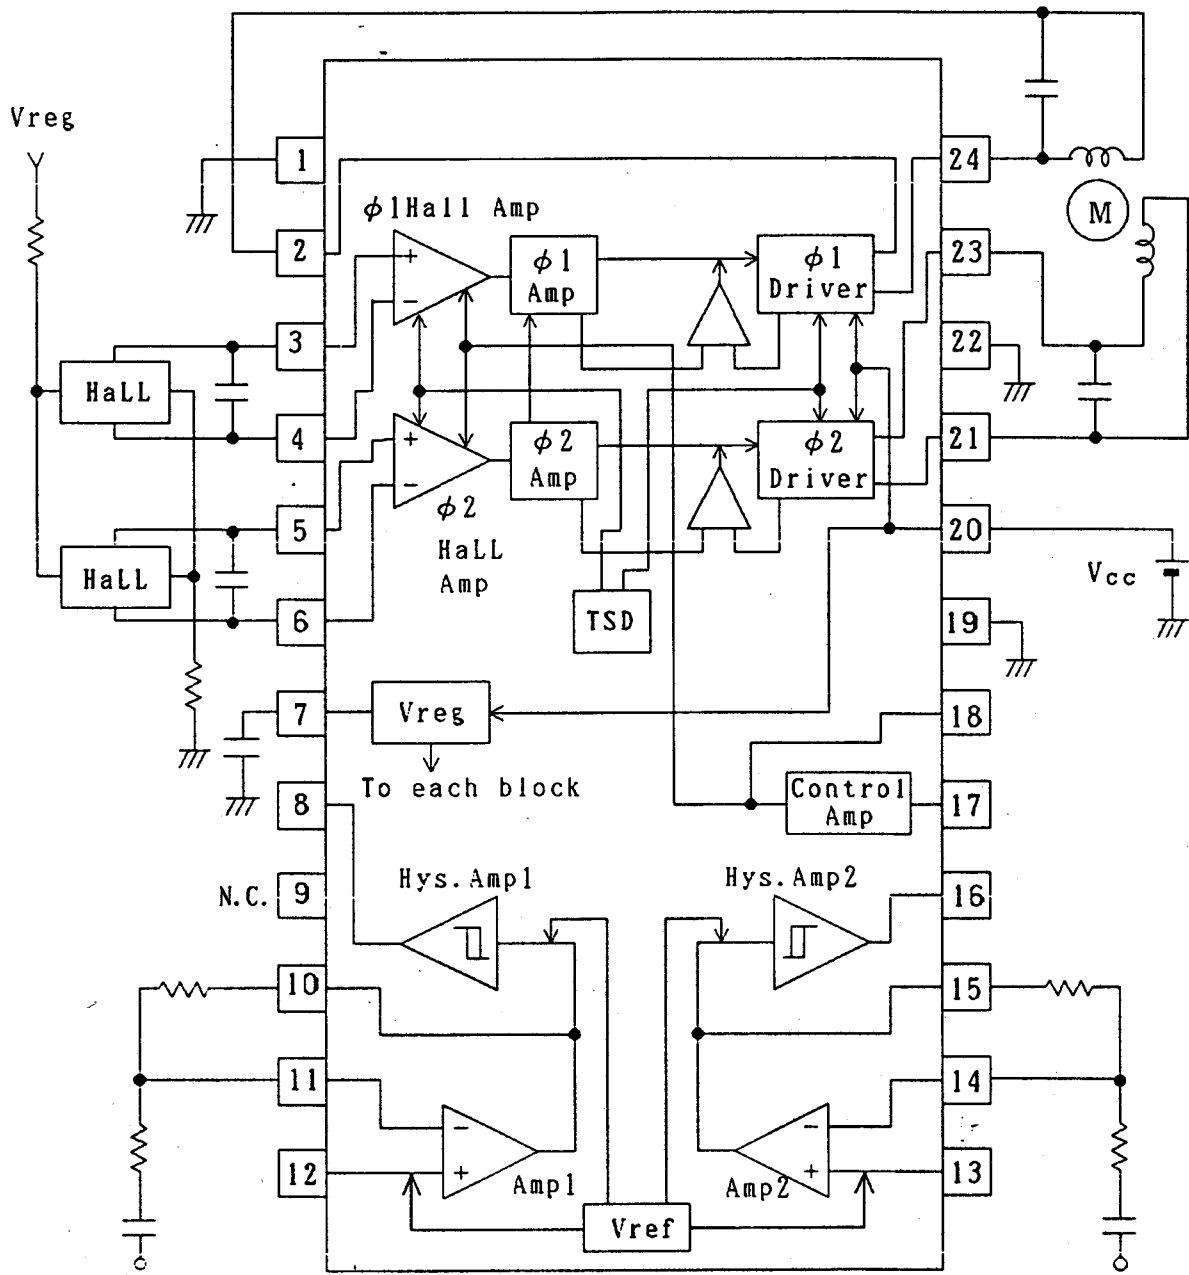 Vreg
1
24
φ1Hall Amp
M
2
φ1
Amp
φ1
Driver
23
+
−
3
22
HaLL
4
+
−
φ2
Amp
φ2
Driver
21
φ2
HaLL
Amp
5
20
HaLL
Vcc
6
TSD
19
7
Vreg
18
To each block
8
Control
Amp
17
Hys.Amp1
Hys.Amp2
N.C.
9
16
10
15
11
14
−
+
Amp1
−
+
Amp2
12
13
Vref